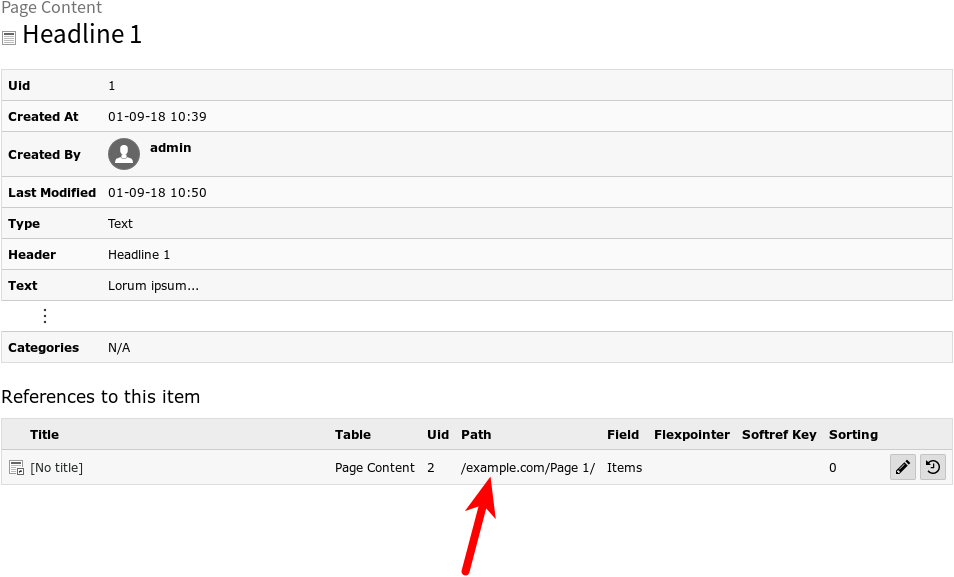 Page Content
Headline 1
Uid 1
Created At 01-09-18 10:39
Created By admin
Last Modified 01-09-18 10:50
Type Text
Header Headline 1
Text Lorum ipsum...
⋮
Categories N/A
References to this item
Title Table Uid Path Field Flexpointer Softref Key Sorting
[No title] Page Content 2 /example.com/Page 1/ Items 0